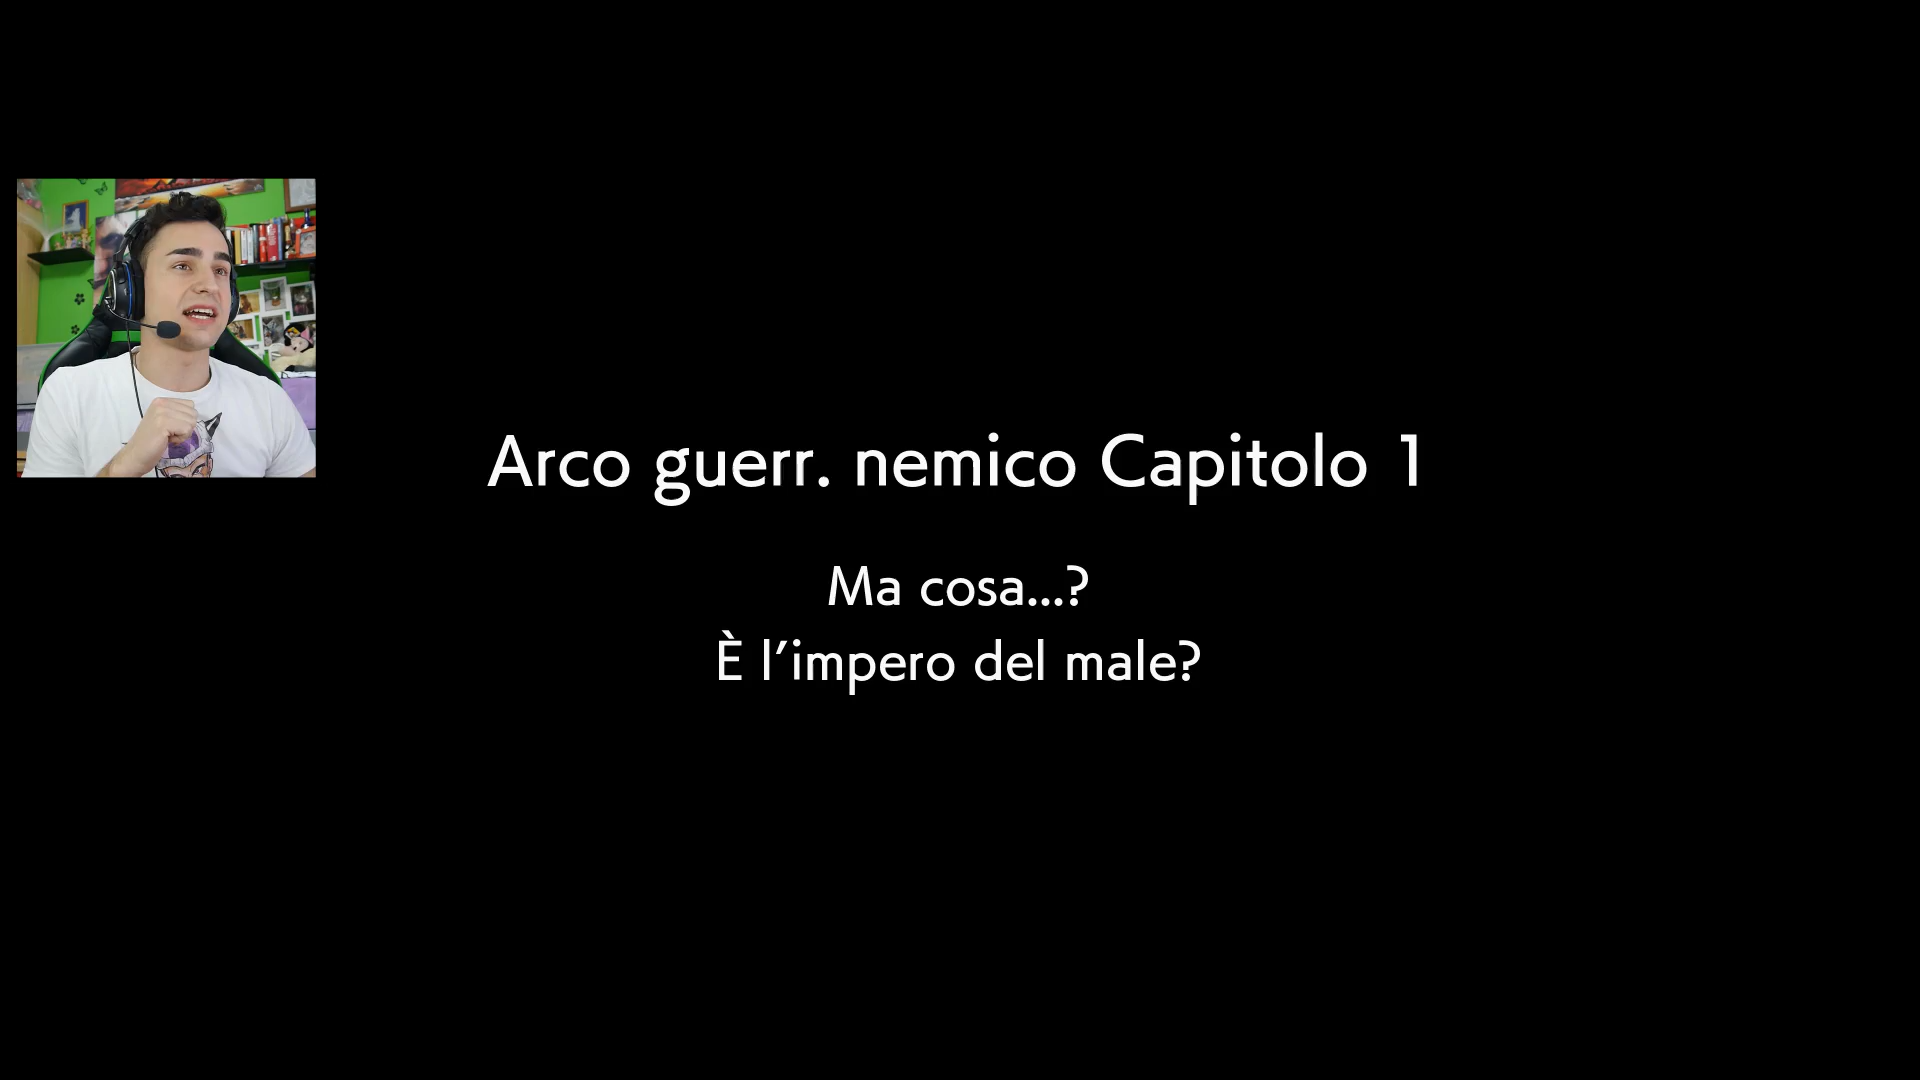 Arco guerr. nemico Capitolo 1
Ma cosa...?
È l'impero del male?